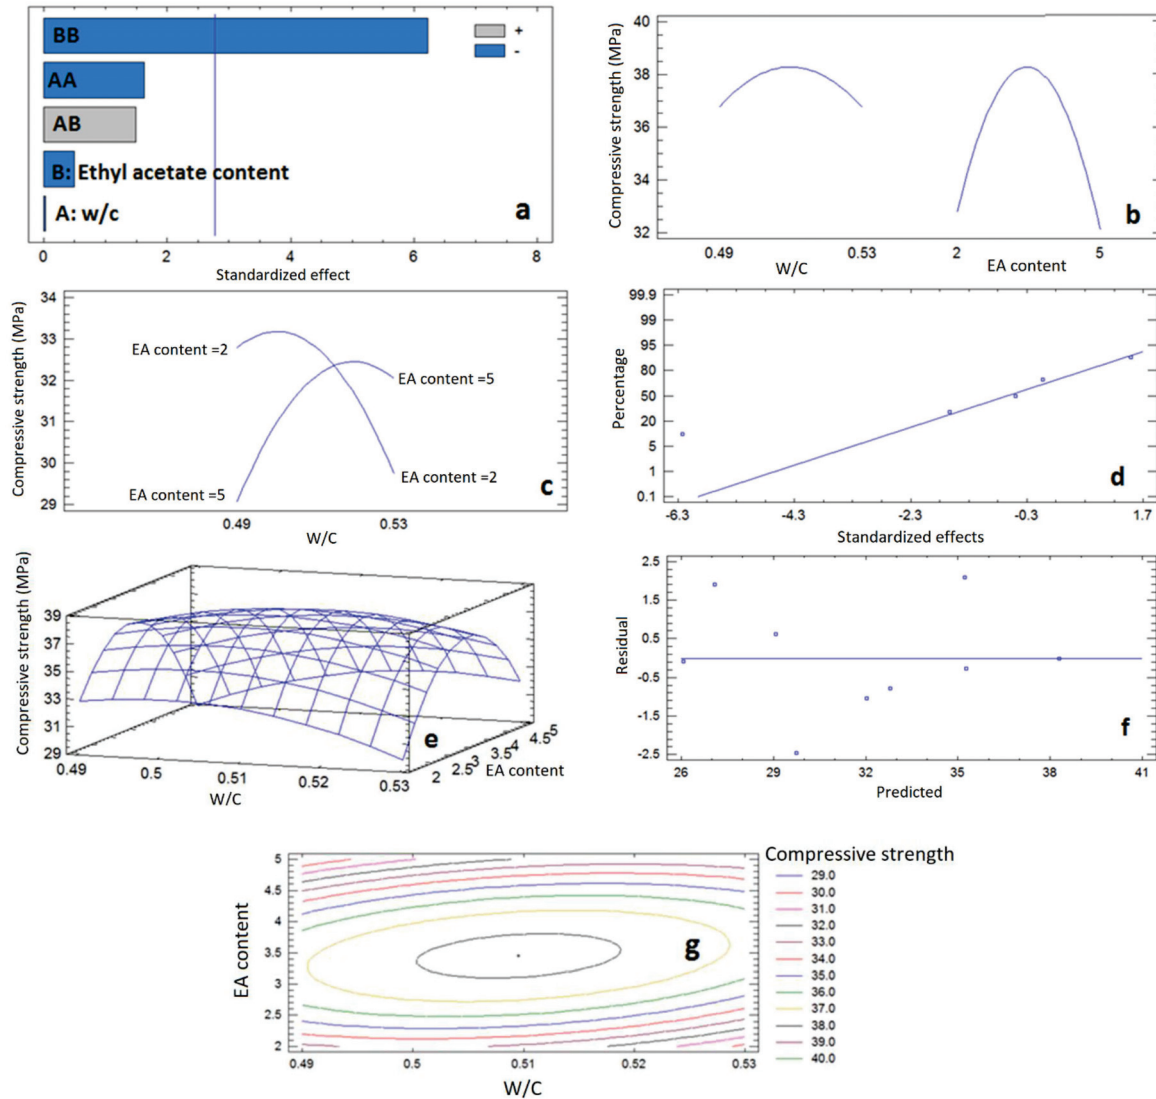 BB
AA
AB
B: Ethyl acetate content
A: w/c
+
-
a
0 2 4 6 8
Standardized effect
Compressive strength (MPa)
40
38
36
34
32
0.49 0.53 2 5
W/C EA content
b
Compressive strength (MPa)
34
33
32
31
30
29
EA content =2
EA content =5
EA content =5
EA content =2
c
0.49 0.53
W/C
Percentage
99.9
99
95
80
50
20
5
1
0.1
d
-6.3 -4.3 -2.3 -0.3 1.7
Standardized effects
Compressive strength (MPa)
39
37
35
33
31
29
0.49 0.5 0.51 0.52 0.53
W/C
2 2.5 3 3.5 4 4.5 5
EA content
e
Residual
2.5
1.5
0.5
-0.5
-1.5
-2.5
f
26 29 32 35 38 41
Predicted
EA content
5
4.5
4
3.5
3
2.5
2
g
0.49 0.5 0.51 0.52 0.53
W/C
Compressive strength
29.0
30.0
31.0
32.0
33.0
34.0
35.0
36.0
37.0
38.0
39.0
40.0